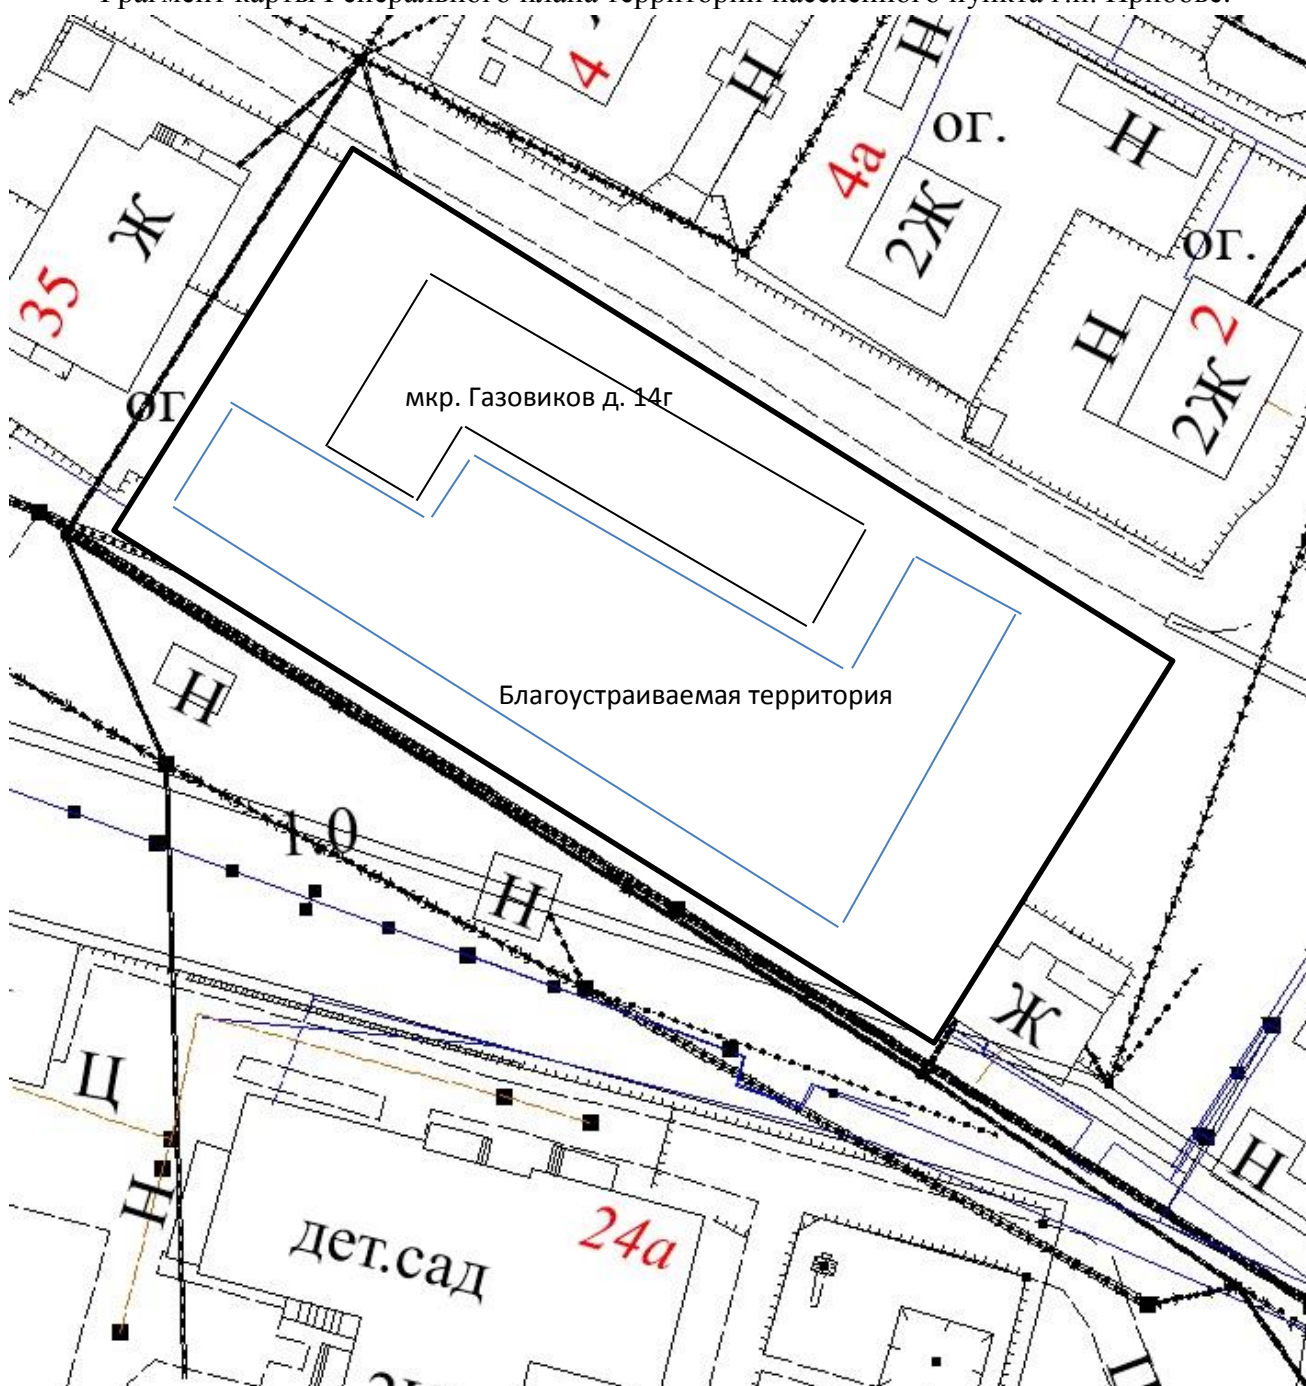 Фрагмент карты Генерального плана территории населенного пункта г.п. Приобье.
4
Н
Н
ог.
Н
4а
2Ж
Ж
ог.
35
2
Н
2Ж
ог
мкр. Газовиков д. 14г
Н
Благоустраиваемая территория
1.0
Н
Ж
Ц
Н
Н
24а
дет.сад